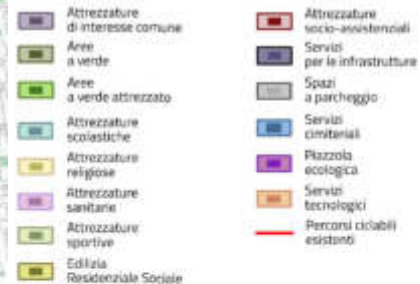 Attrezzature
di interesse comune
Aree
a verde
Aree
a verde attrezzato
Attrezzature
scolastiche
Attrezzature
religiose
Attrezzature
sanitarie
Attrezzature
sportive
Edilizia
Residenziale Sociale
Attrezzature
socio-assistenziali
Servizi
per le infrastrutture
Spazi
a parcheggio
Servizi
cimiteriali
Piazzola
ecologica
Servizi
tecnologici
Percorsi ciclabili
esistenti